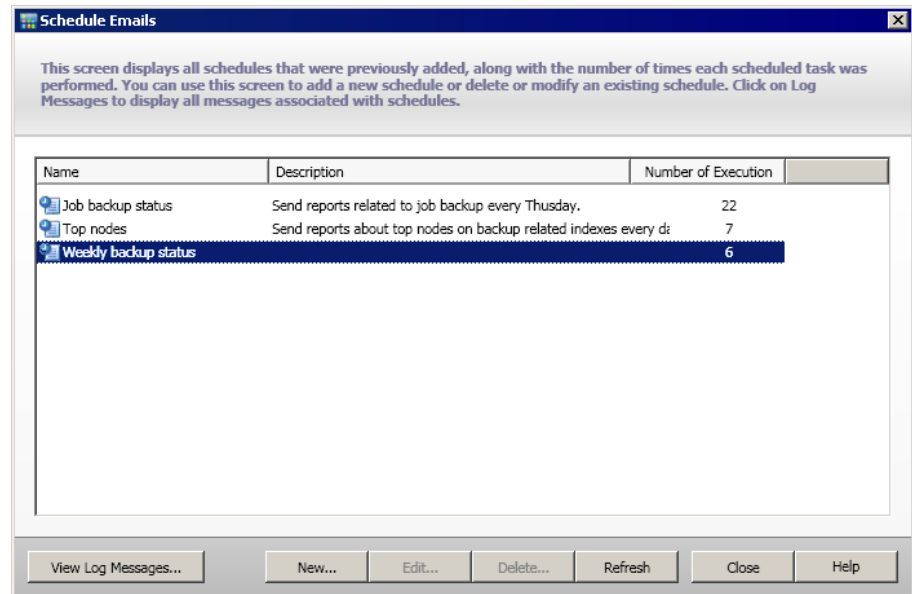 Schedule Emails
This screen displays all schedules that were previously added, along with the number of times each scheduled task was
performed. You can use this screen to add a new schedule or delete or modify an existing schedule. Click on Log
Messages to display all messages associated with schedules.
Name Description Number of Execution
Job backup status Send reports related to job backup every Thusday. 22
Top nodes Send reports about top nodes on backup related indexes every da 7
Weekly backup status 6
View Log Messages... New... Edit... Delete... Refresh Close Help